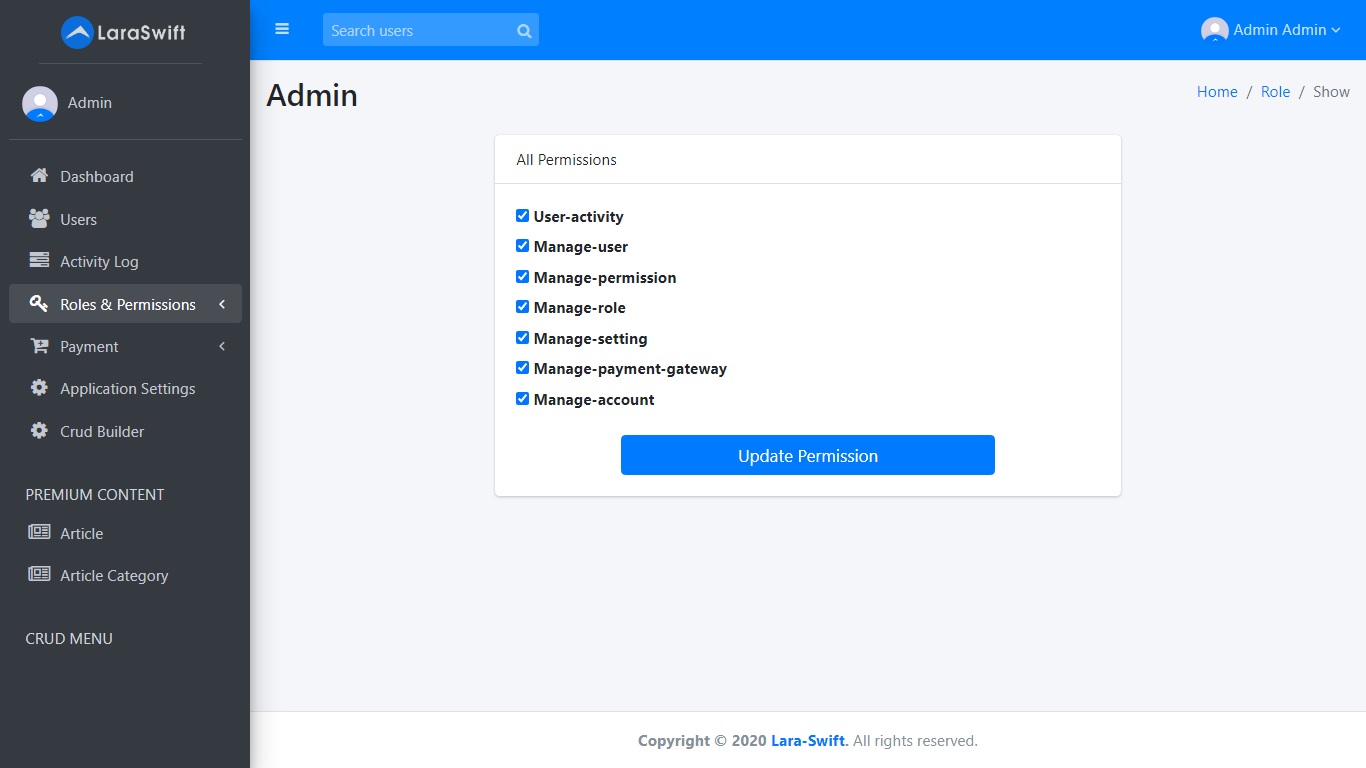 LaraSwift
Search users
Admin Admin
Admin
Admin
Home / Role / Show
Dashboard
Users
Activity Log
Roles & Permissions
Payment
Application Settings
Crud Builder
PREMIUM CONTENT
Article
Article Category
CRUD MENU
All Permissions
User-activity
Manage-user
Manage-permission
Manage-role
Manage-setting
Manage-payment-gateway
Manage-account
Update Permission
Copyright © 2020 Lara-Swift. All rights reserved.